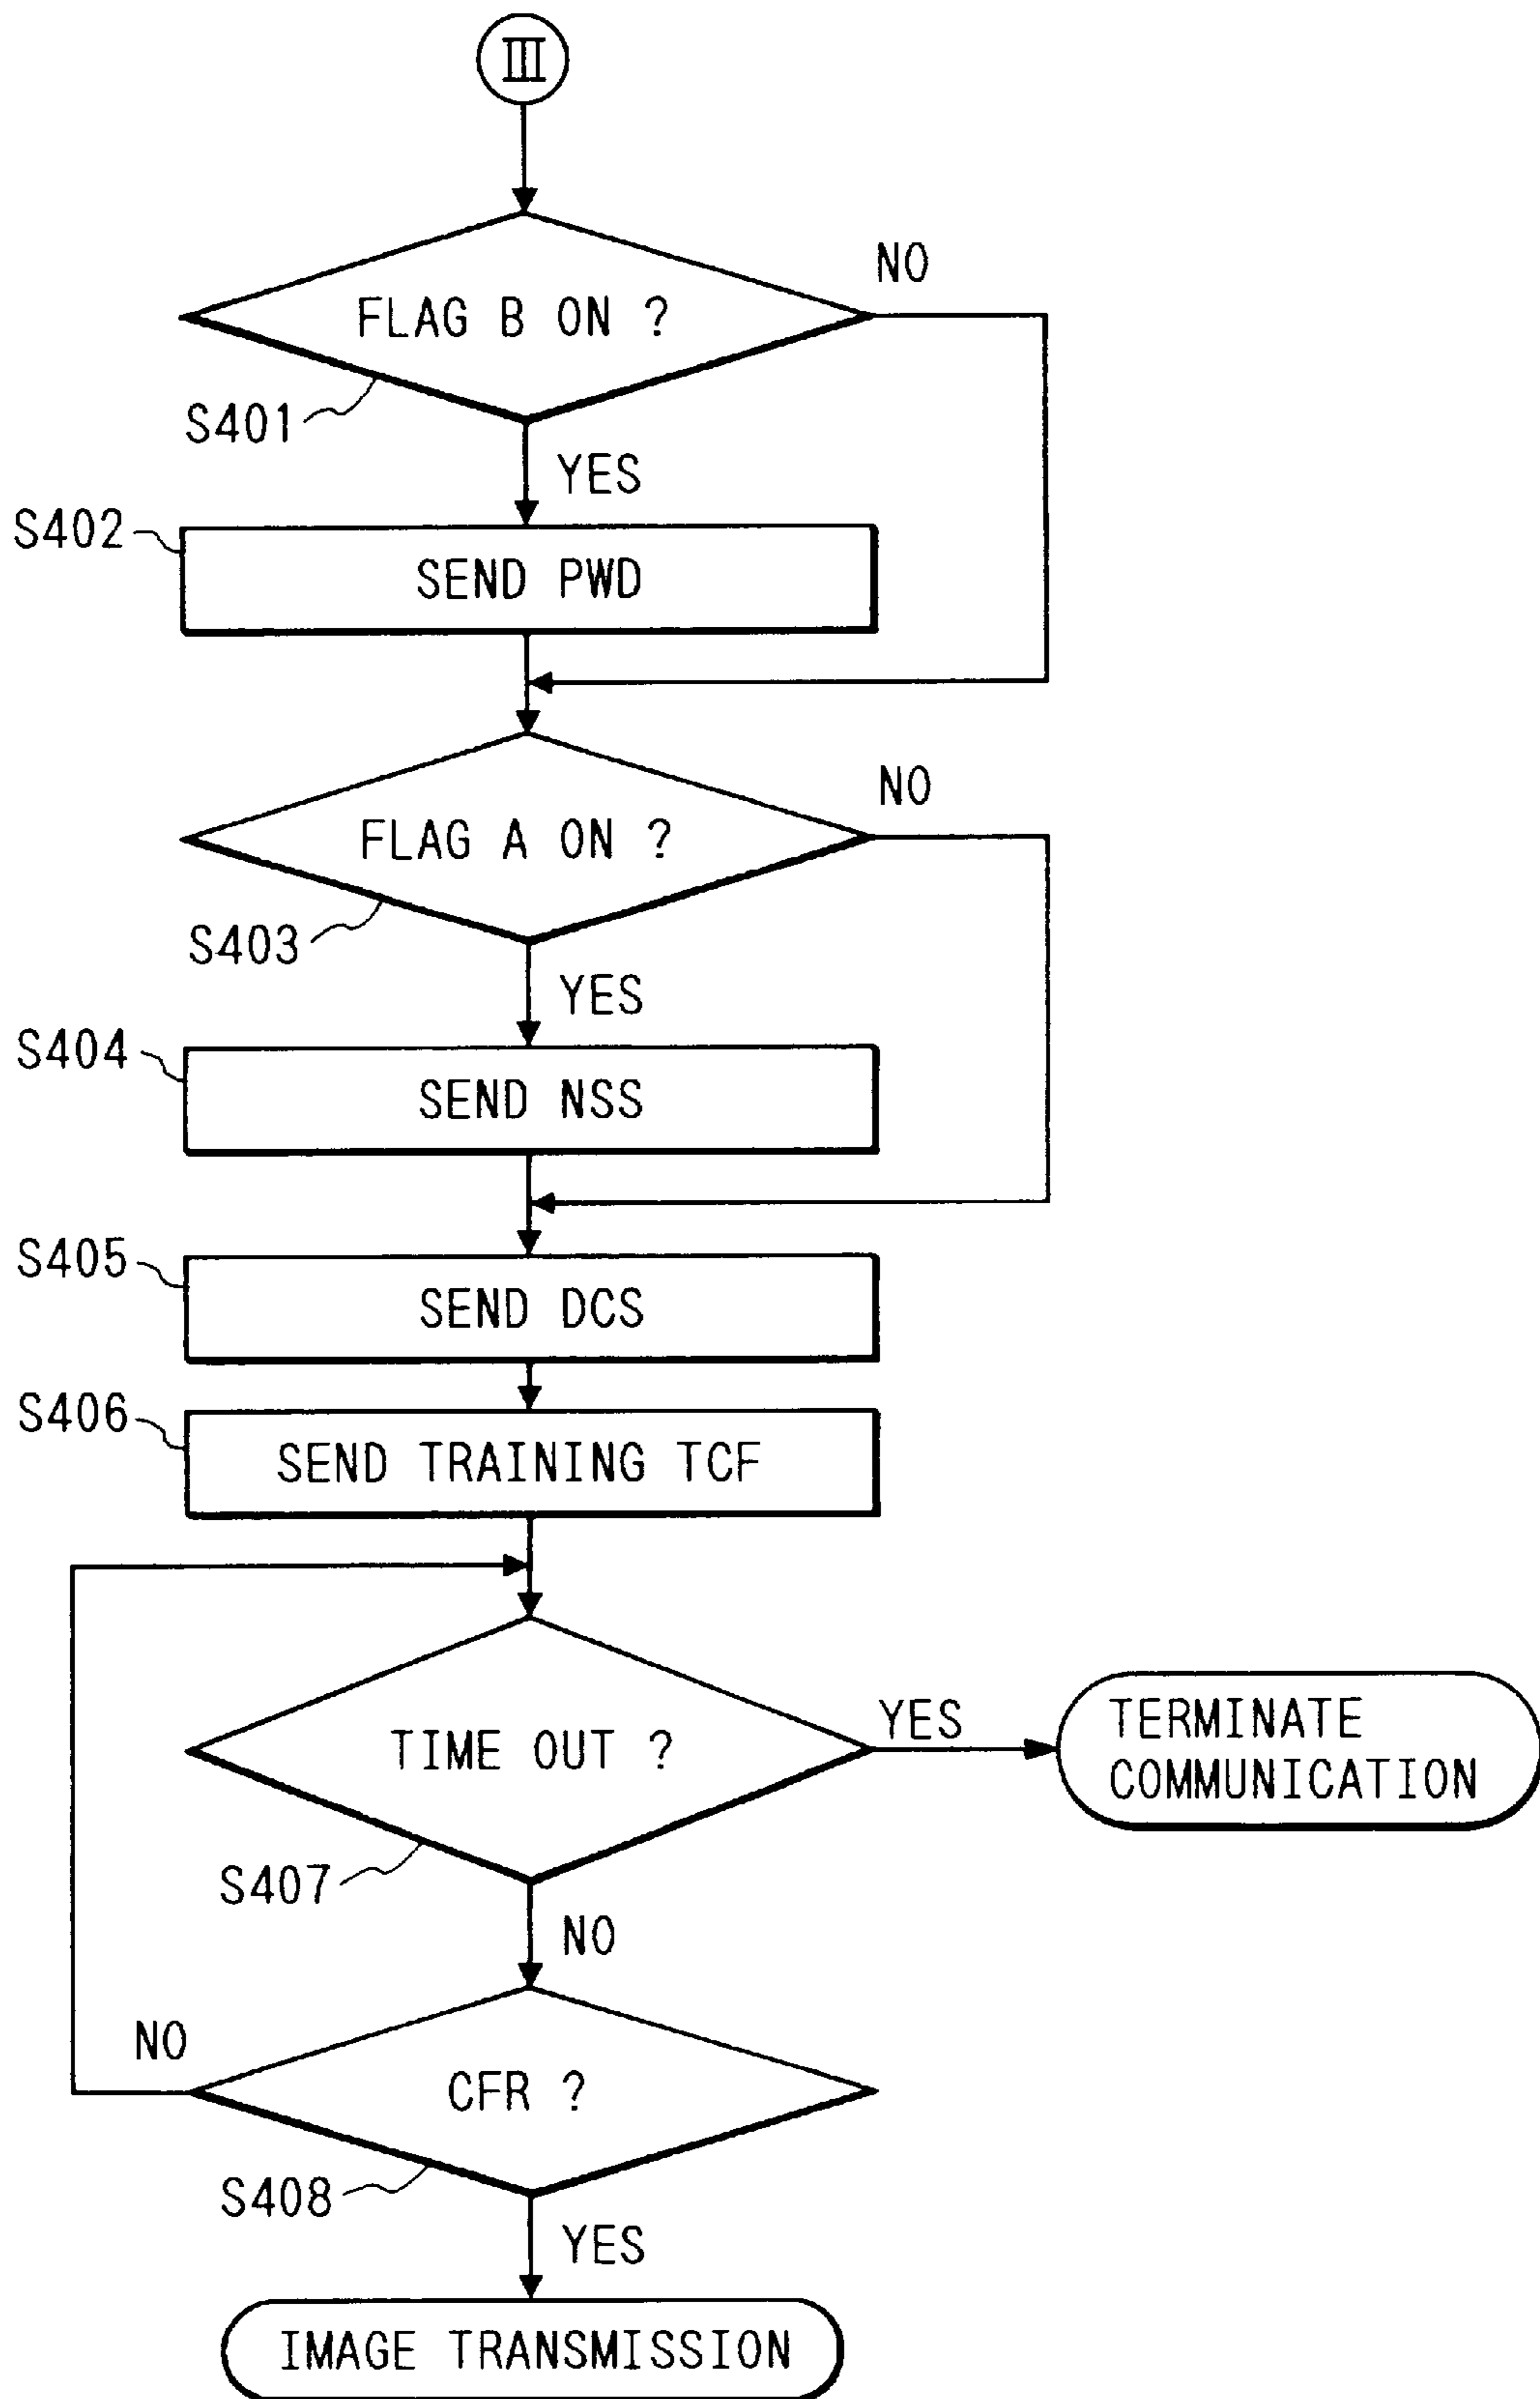 III
NO
FLAG B ON ?
S401
YES
S402
SEND PWD
NO
FLAG A ON ?
S403
YES
S404
SEND NSS
S405
SEND DCS
S406
SEND TRAINING TCF
YES
TIME OUT ?
TERMINATE
COMMUNICATION
S407
NO
NO
CFR ?
S408
YES
IMAGE TRANSMISSION